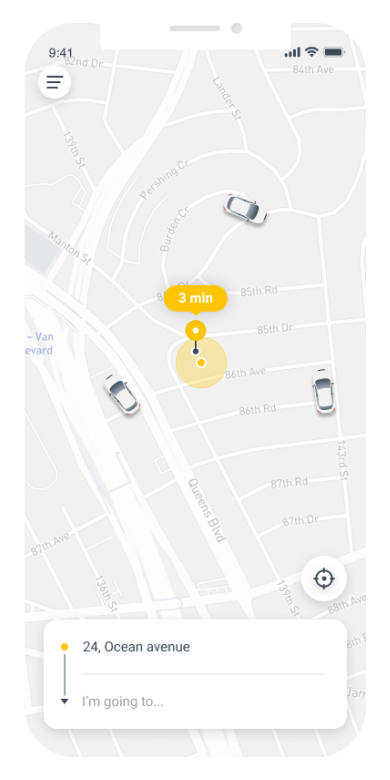 9:41
82nd Dr
84th Ave
Lander St
139th St
Pershing Cr
Burden Cr
Manton St
85th Rd
3 min
85th Dr
– Van
evard
86th Ave
86th Rd
143rd St
87th Rd
Queens Blvd
87th Dr
87th Ave
136th St
139th St
88th Ave
24, Ocean avenue
I'm going to...